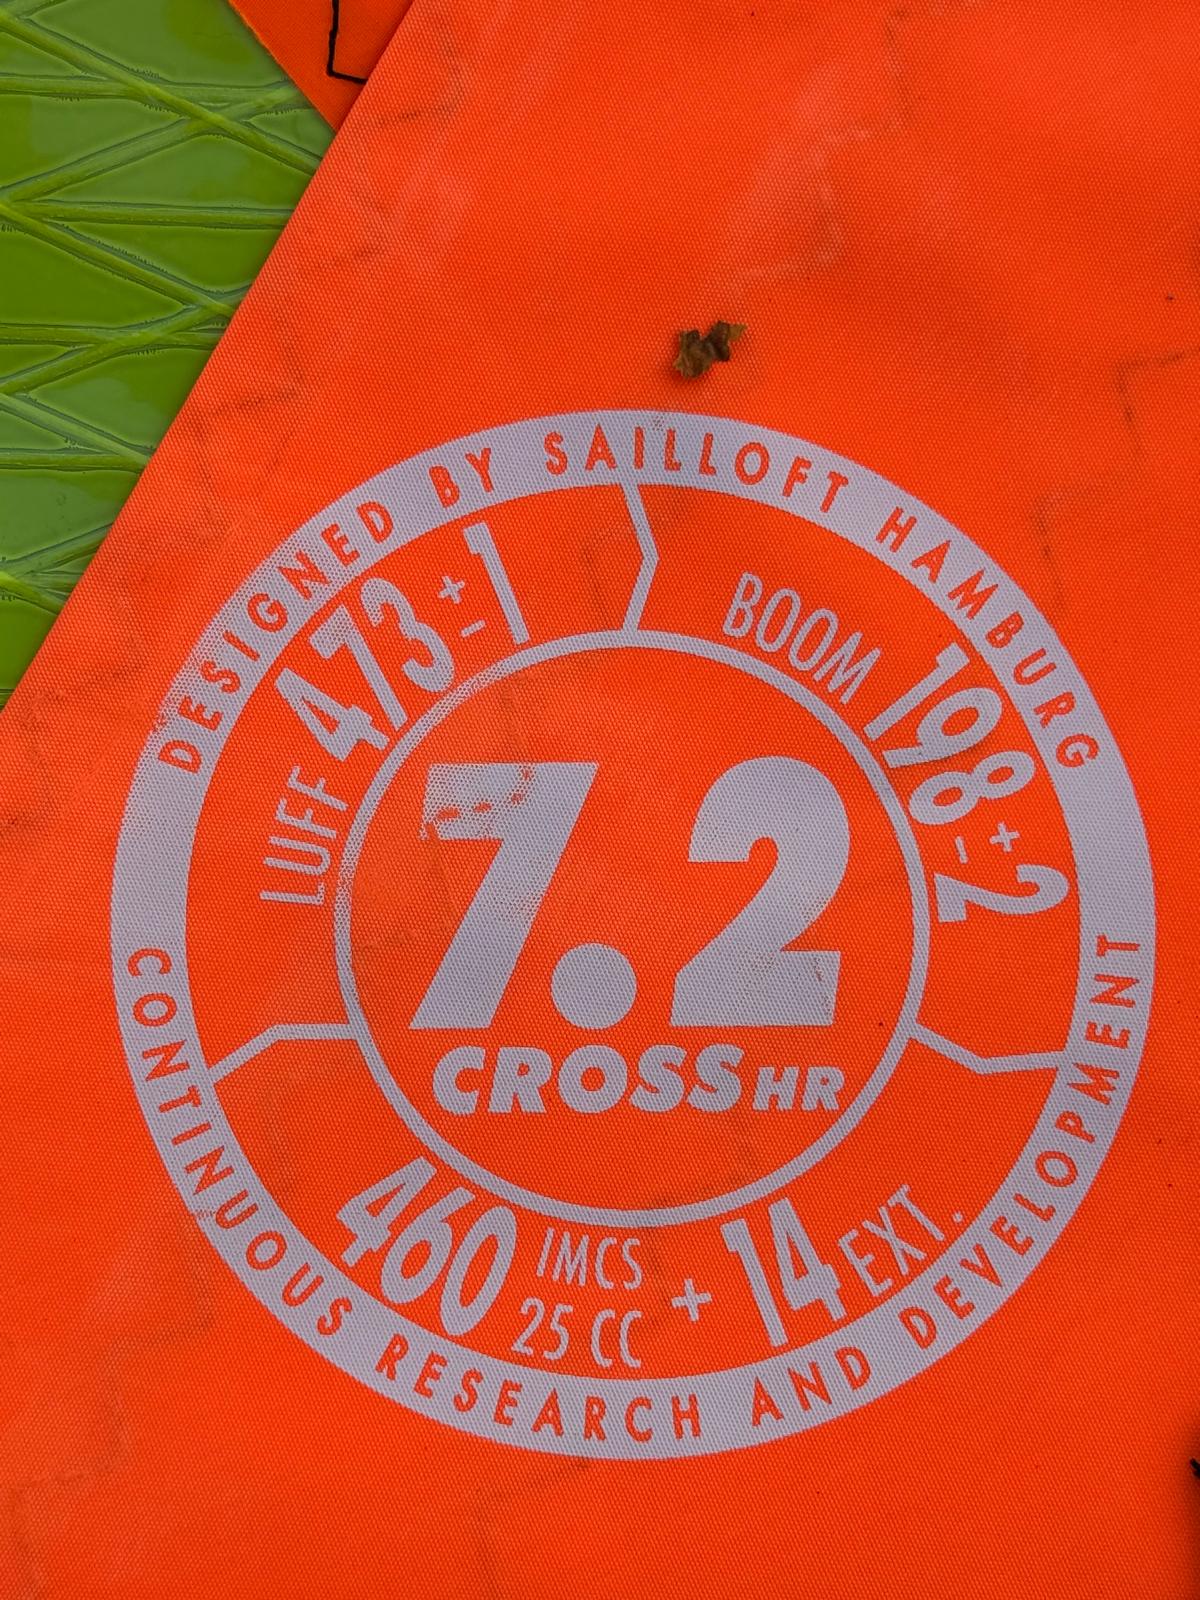 DESIGNED BY SAILLOFT HAMBURG
LUFF 473 ± 1
BOOM 198 ± 2
7.2
CROSS HR
460 IMCS
25 CC
+ 14 EXT.
CONTINUOUS RESEARCH AND DEVELOPMENT